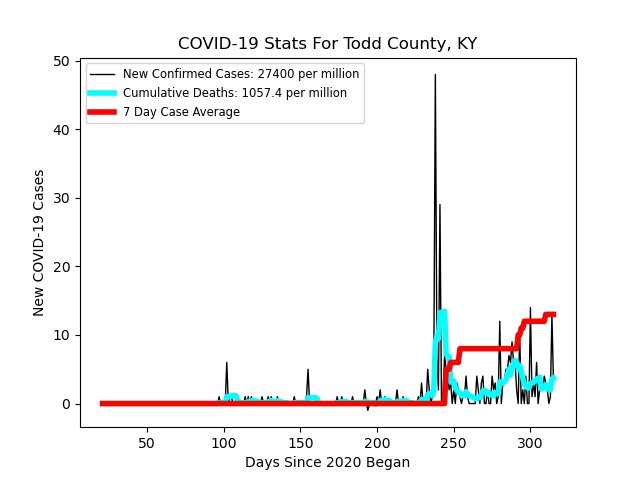 COVID-19 Stats For Todd County, KY
New Confirmed Cases: 27400 per million
Cumulative Deaths: 1057.4 per million
7 Day Case Average
50
40
30
20
10
0
New COVID-19 Cases
50 100 150 200 250 300
Days Since 2020 Began